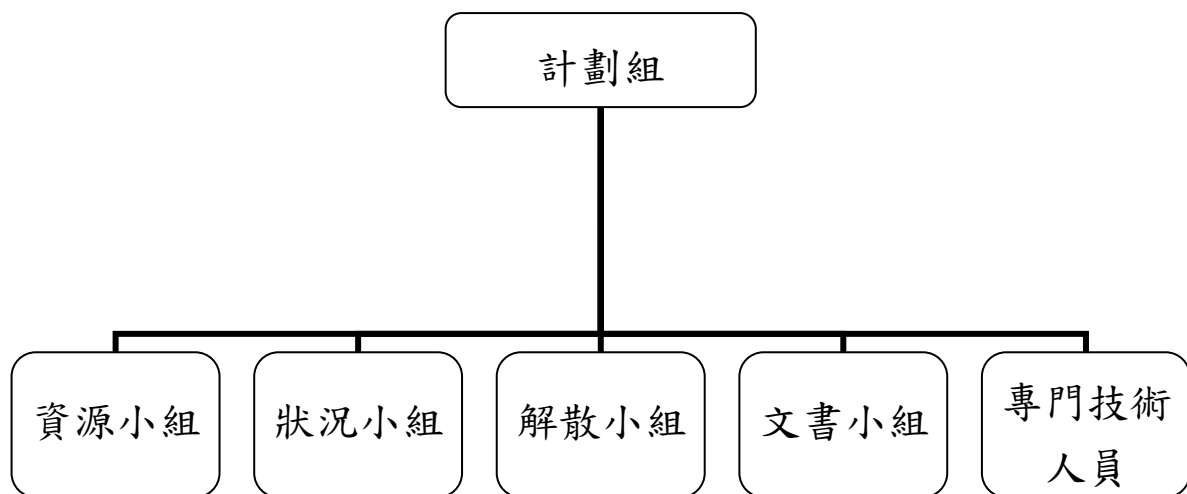 計劃組
資源小組
狀況小組
解散小組
文書小組
專門技術
人員